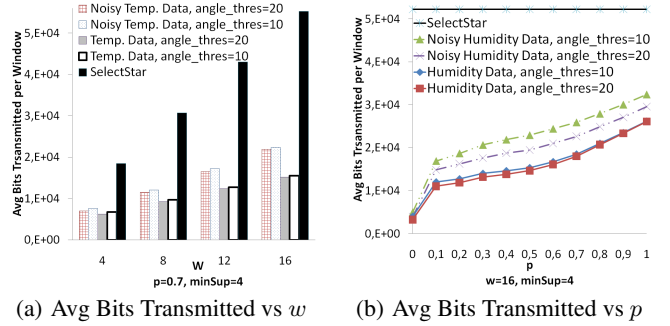 Avg Bits Trsansmitted per Window
5,E+04
4,E+04
3,E+04
2,E+04
1,E+04
0,E+00
Noisy Temp. Data, angle_thres=20
Noisy Temp. Data, angle_thres=10
Temp. Data, angle_thres=20
Temp. Data, angle_thres=10
SelectStar
4 8 12 16
W
p=0.7, minSup=4
(a) Avg Bits Transmitted vs w
Avg Bits Transmitted per Window
5,E+04
4,E+04
3,E+04
2,E+04
1,E+04
0,E+00
SelectStar
Noisy Humidity Data, angle_thres=10
Noisy Humidity Data, angle_thres=20
Humidity Data, angle_thres=10
Humidity Data, angle_thres=20
0 0,1 0,2 0,3 0,4 0,5 0,6 0,7 0,8 0,9 1
p
w=16, minSup=4
(b) Avg Bits Transmitted vs p